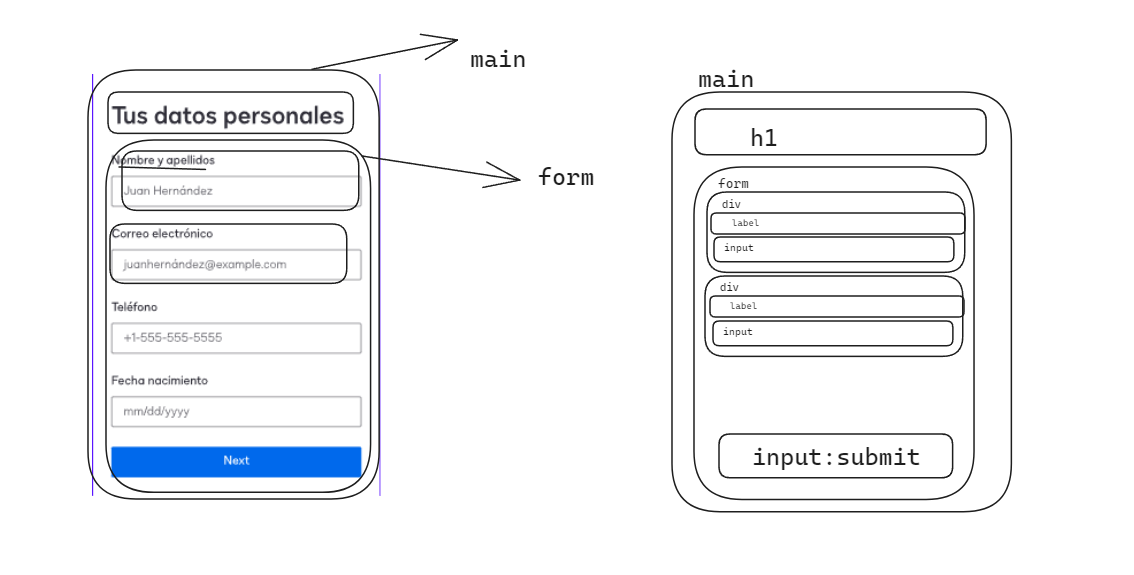 main
Tus datos personales
Nombre y apellidos
Juan Hernández
form
Correo electrónico
juanhernández@example.com
Teléfono
+1-555-555-5555
Fecha nacimiento
mm/dd/yyyy
Next
main
h1
form
div
label
input
div
label
input
input:submit